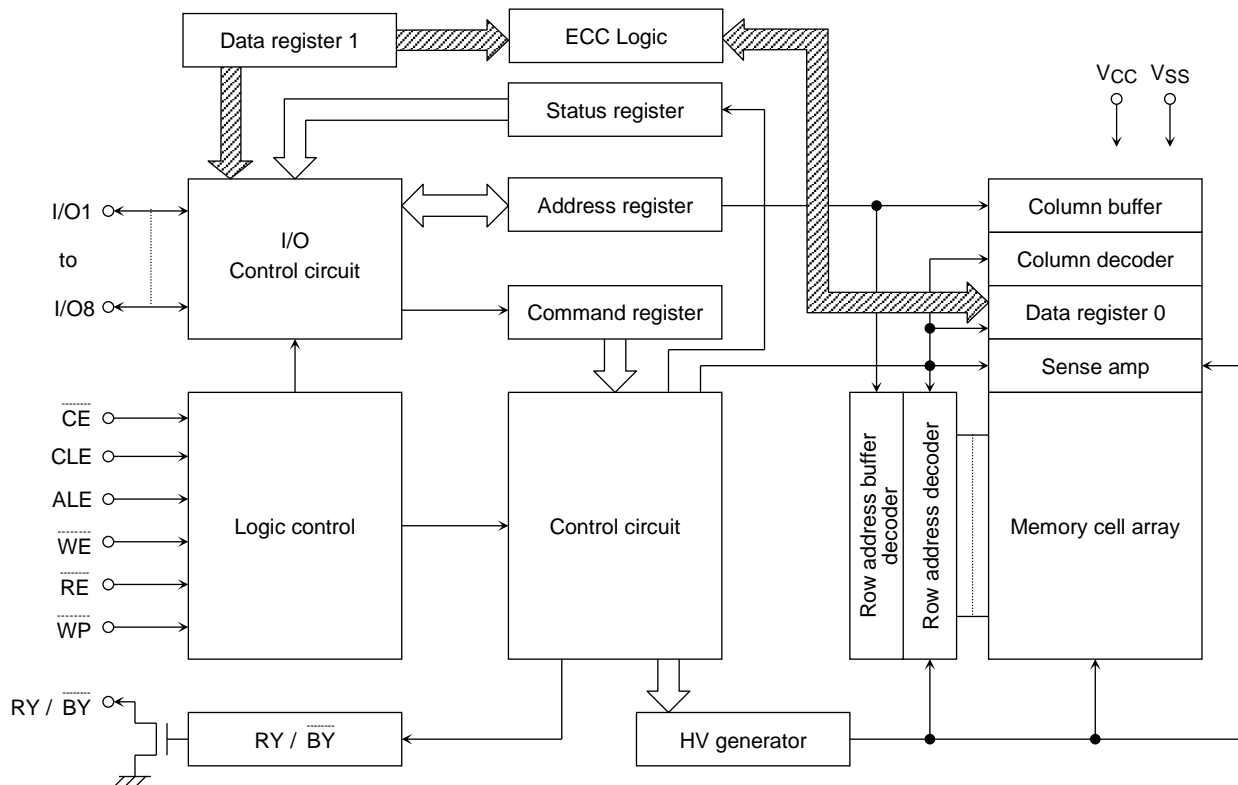 Data register 1
ECC Logic
Status register
VCC
VSS
I/O1
to
I/O8
I/O
Control circuit
Address register
Command register
Column buffer
Column decoder
Data register 0
Sense amp
CE
CLE
ALE
WE
RE
WP
Logic control
Control circuit
Row address buffer
decoder
Row address decoder
Memory cell array
RY / BY
RY / BY
HV generator